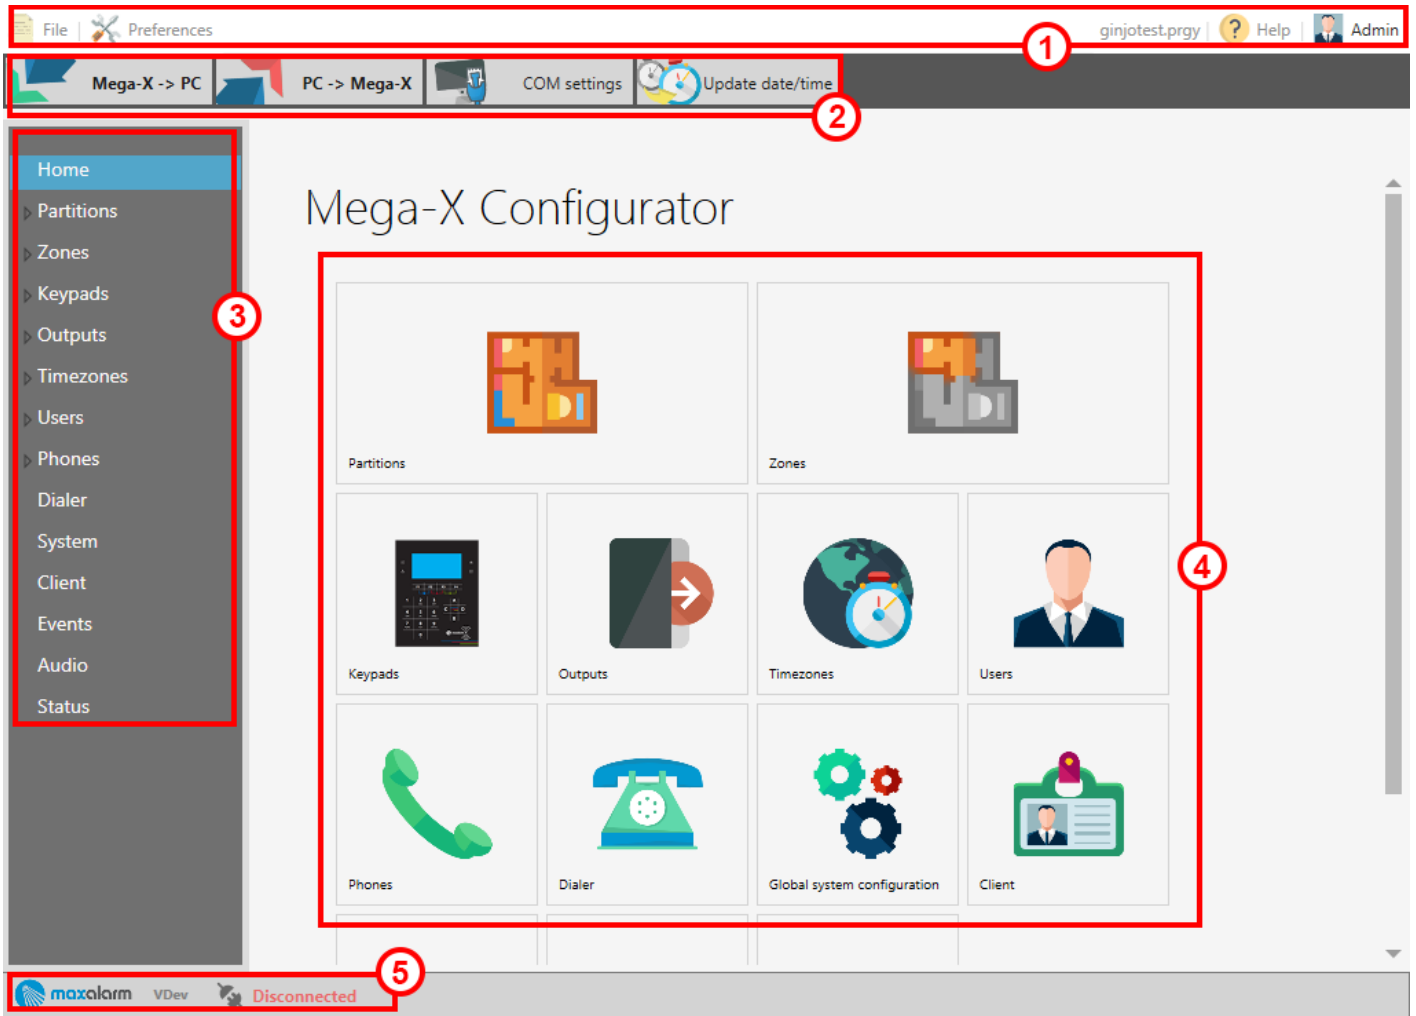 File | Preferences ginjotest.prgy | ? Help | Admin
1
Mega-X -> PC PC -> Mega-X COM settings Update date/time
2
Home
Partitions
Zones
Keypads
Outputs
Timezones
Users
Phones
Dialer
System
Client
Events
Audio
Status
3
Mega-X Configurator
Partitions Zones
Keypads Outputs Timezones Users
4
Phones Dialer Global system configuration Client
5
maxalarm VDev Disconnected